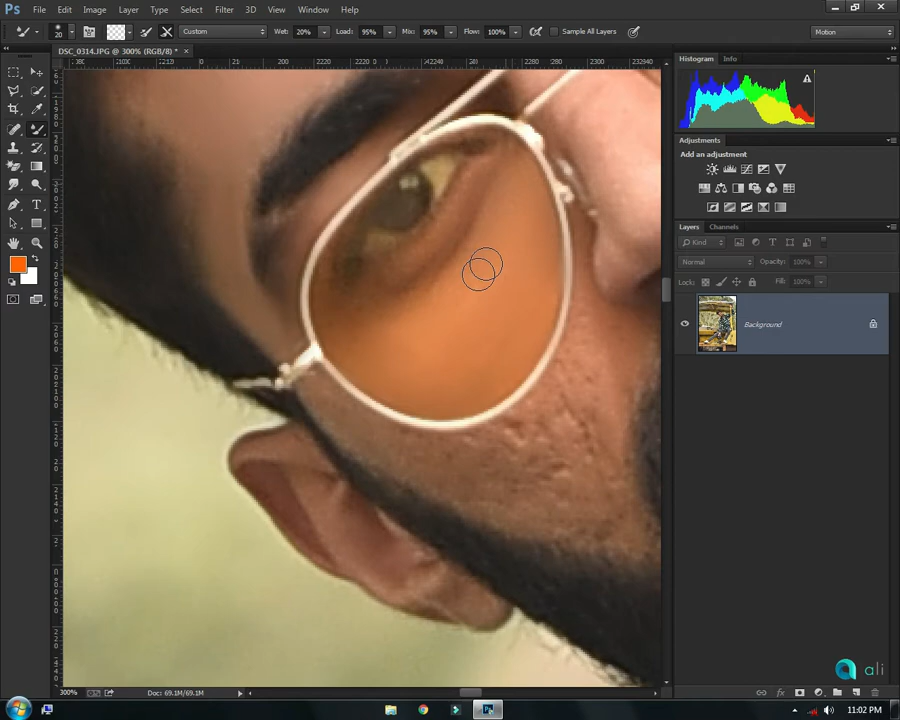 Ps File Edit Image Layer Type Select Filter 3D View Window Help
20 Custom Wet: 20% Load: 95% Mix: 95% Flow: 100% Sample All Layers Motion
DSC_0314.JPG @ 300% (RGB/8) * ×
Histogram Info
Adjustments
Add an adjustment
Layers Channels
Kind
Normal Opacity: 100%
Lock: Fill: 100%
Background
ali
300% Doc: 69.1M/69.1M
11:02 PM